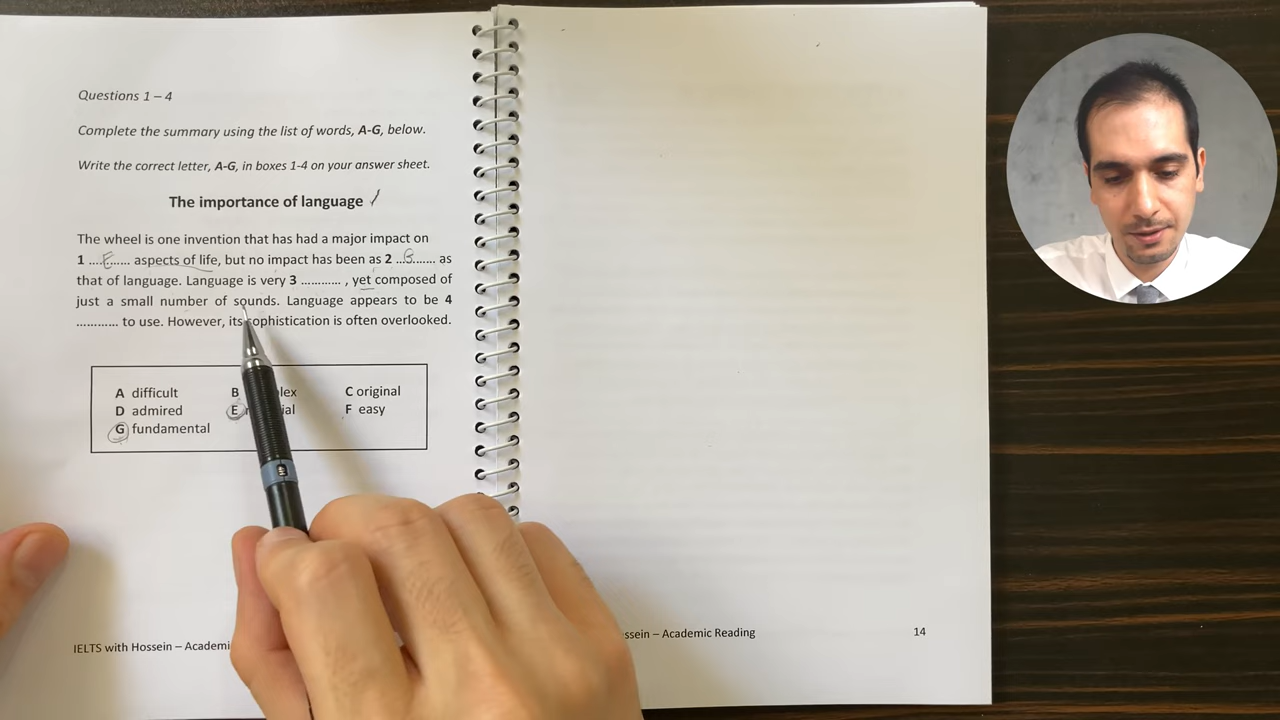 Questions 1 – 4
Complete the summary using the list of words, A-G, below.
Write the correct letter, A-G, in boxes 1-4 on your answer sheet.
The importance of language
The wheel is one invention that has had a major impact on
1 ....E...... aspects of life, but no impact has been as 2 ...G...... as
that of language. Language is very 3 ............ , yet composed of
just a small number of sounds. Language appears to be 4
............ to use. However, its sophistication is often overlooked.
A difficult B C original
D admired E F easy
G fundamental
IELTS with Hossein – Academic Reading 14